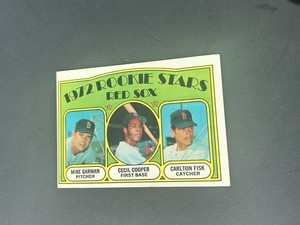 1972 ROOKIE STARS
RED SOX
MIKE GARMAN
PITCHER
CECIL COOPER
FIRST BASE
CARLTON FISK
CATCHER